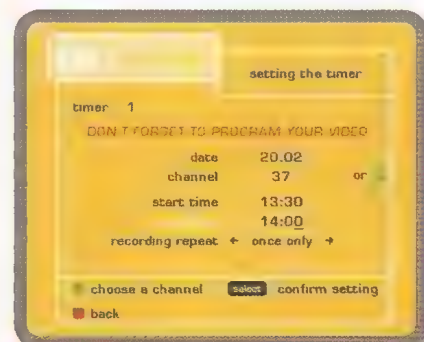 setting the timer
timer 1
DON'T FORGET TO PROGRAM YOUR VIDEO
date 20.02
channel 37 or
start time 13:30
14:00
recording repeat ← once only →
choose a channel select confirm setting
back